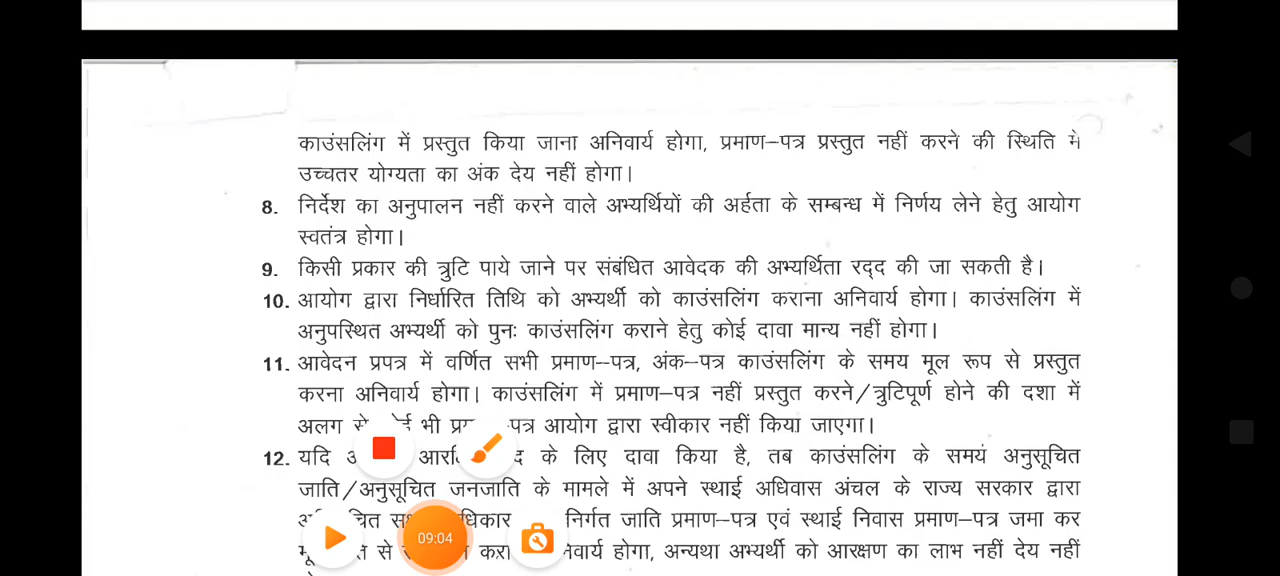 काउंसलिंग में प्रस्तुत किया जाना अनिवार्य होगा, प्रमाण–पत्र प्रस्तुत नहीं करने की स्थिति मे
उच्चतर योग्यता का अंक देय नहीं होगा।
8. निर्देश का अनुपालन नहीं करने वाले अभ्यर्थियों की अर्हता के सम्बन्ध में निर्णय लेने हेतु आयोग
स्वतंत्र होगा।
9. किसी प्रकार की त्रुटि पाये जाने पर संबंधित आवेदक की अभ्यर्थिता रद्द की जा सकती है।
10. आयोग द्वारा निर्धारित तिथि को अभ्यर्थी को काउंसलिंग कराना अनिवार्य होगा। काउंसलिंग में
अनुपस्थित अभ्यर्थी को पुनः काउंसलिंग कराने हेतु कोई दावा मान्य नहीं होगा।
11. आवेदन प्रपत्र में वर्णित सभी प्रमाण–पत्र, अंक–पत्र काउंसलिंग के समय मूल रूप से प्रस्तुत
करना अनिवार्य होगा। काउंसलिंग में प्रमाण–पत्र नहीं प्रस्तुत करने/त्रुटिपूर्ण होने की दशा में
अलग भी पत्र आयोग द्वारा स्वीकार नहीं किया जाएगा।
12. यदि के लिए दावा किया है, तब काउंसलिंग के समय अनुसूचित
जाति/अनुसूचित जनजाति के मामले में अपने स्थाई अधिवास अंचल के राज्य सरकार द्वारा
निर्गत जाति प्रमाण–पत्र एवं स्थाई निवास प्रमाण–पत्र जमा कर
09:04
से होगा, अन्यथा अभ्यर्थी को आरक्षण का लाभ नहीं देय नहीं